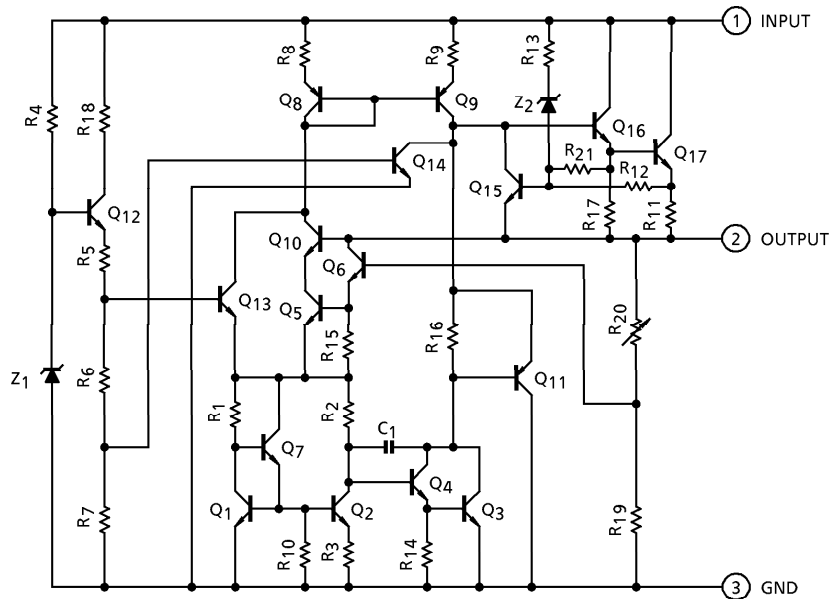 1 INPUT
R13
R8
R9
Z2
Q8
Q9
R4
R18
Q16
Q14
R21
Q17
R12
Q15
Q12
R17
R11
2 OUTPUT
Q10
R5
Q6
Q13
Q5
R20
R15
R16
Z1
R6
Q11
R1
R2
C1
Q7
Q4
Q1
Q2
Q3
R7
R19
R10
R3
R14
3 GND